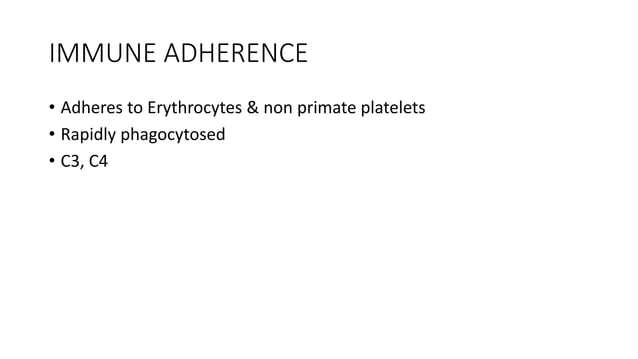 IMMUNE ADHERENCE
• Adheres to Erythrocytes & non primate platelets
• Rapidly phagocytosed
• C3, C4